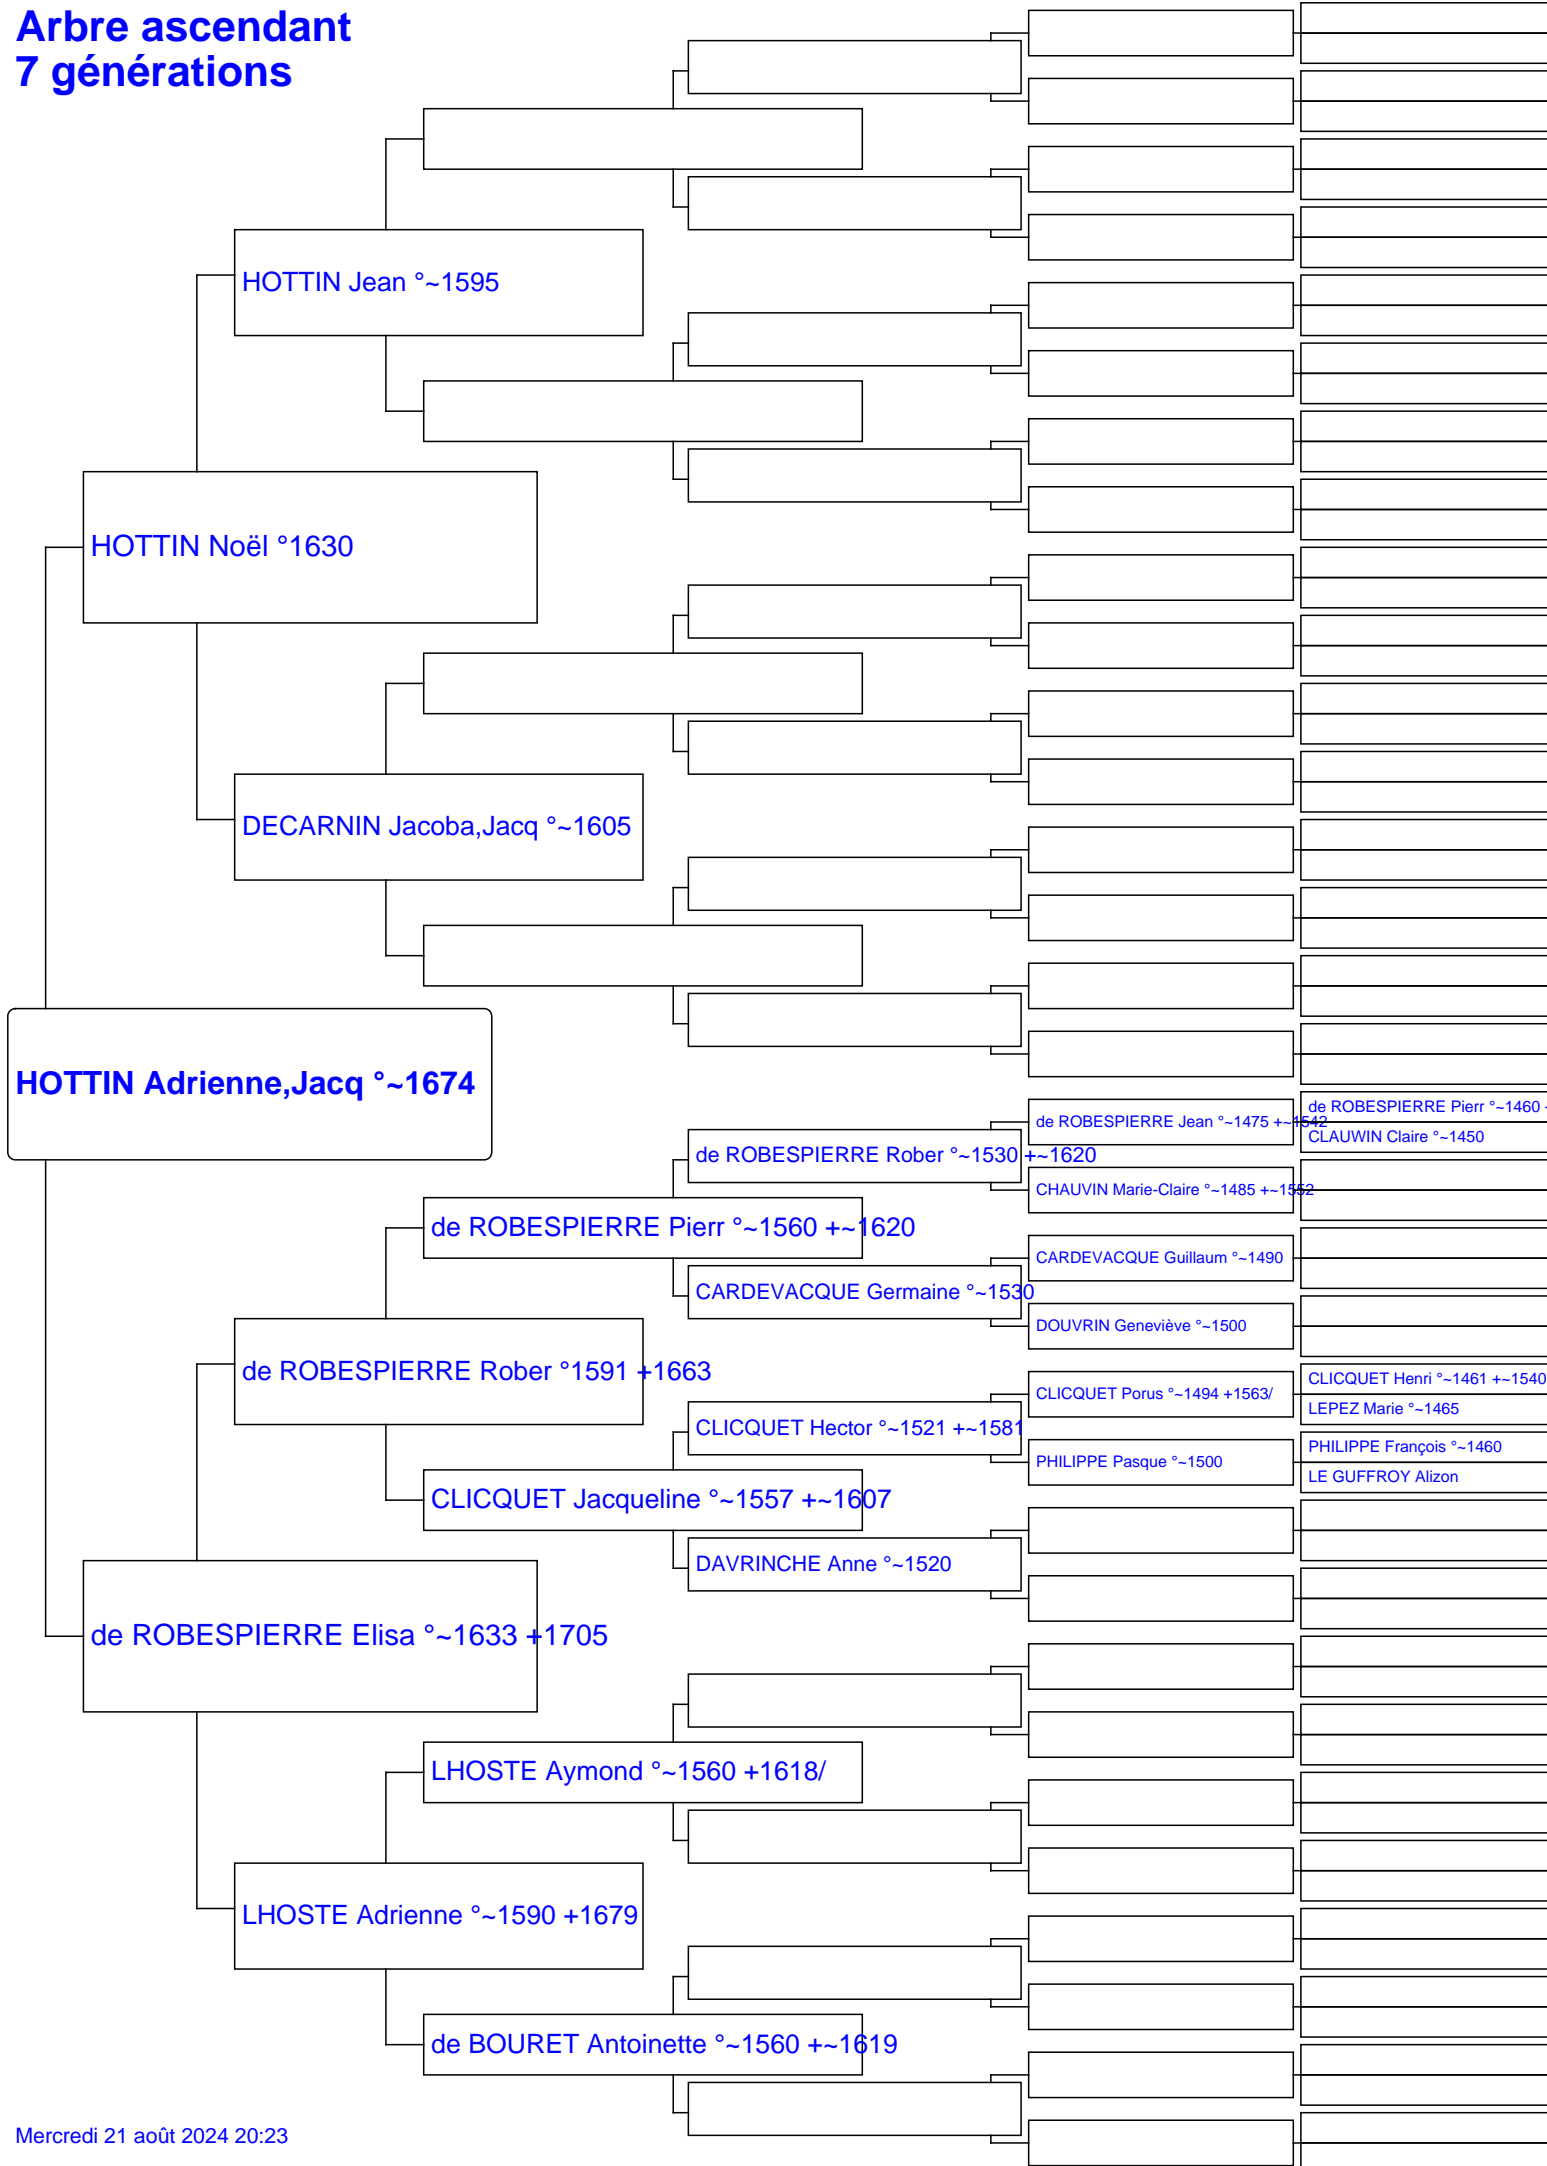 Arbre ascendant
7 générations
HOTTIN Jean °~1595
HOTTIN Noël °1630
DECARNIN Jacoba,Jacq °~1605
HOTTIN Adrienne,Jacq °~1674
de ROBESPIERRE Pierr °~1460
de ROBESPIERRE Jean °~1475 +~1542
CLAUWIN Claire °~1450
de ROBESPIERRE Rober °~1530 +~1620
CHAUVIN Marie-Claire °~1485 +~1552
de ROBESPIERRE Pierr °~1560 +~1620
CARDEVACQUE Guillaum °~1490
CARDEVACQUE Germaine °~1530
DOUVRIN Geneviève °~1500
de ROBESPIERRE Rober °1591 +1663
CLICQUET Henri °~1461 +~1540
CLICQUET Porus °~1494 +1563/
LEPEZ Marie °~1465
CLICQUET Hector °~1521 +~1581
PHILIPPE François °~1460
PHILIPPE Pasque °~1500
LE GUFFROY Alizon
CLICQUET Jacqueline °~1557 +~1607
DAVRINCHE Anne °~1520
de ROBESPIERRE Elisa °~1633 +1705
LHOSTE Aymond °~1560 +1618/
LHOSTE Adrienne °~1590 +1679
de BOURET Antoinette °~1560 +~1619
Mercredi 21 août 2024 20:23